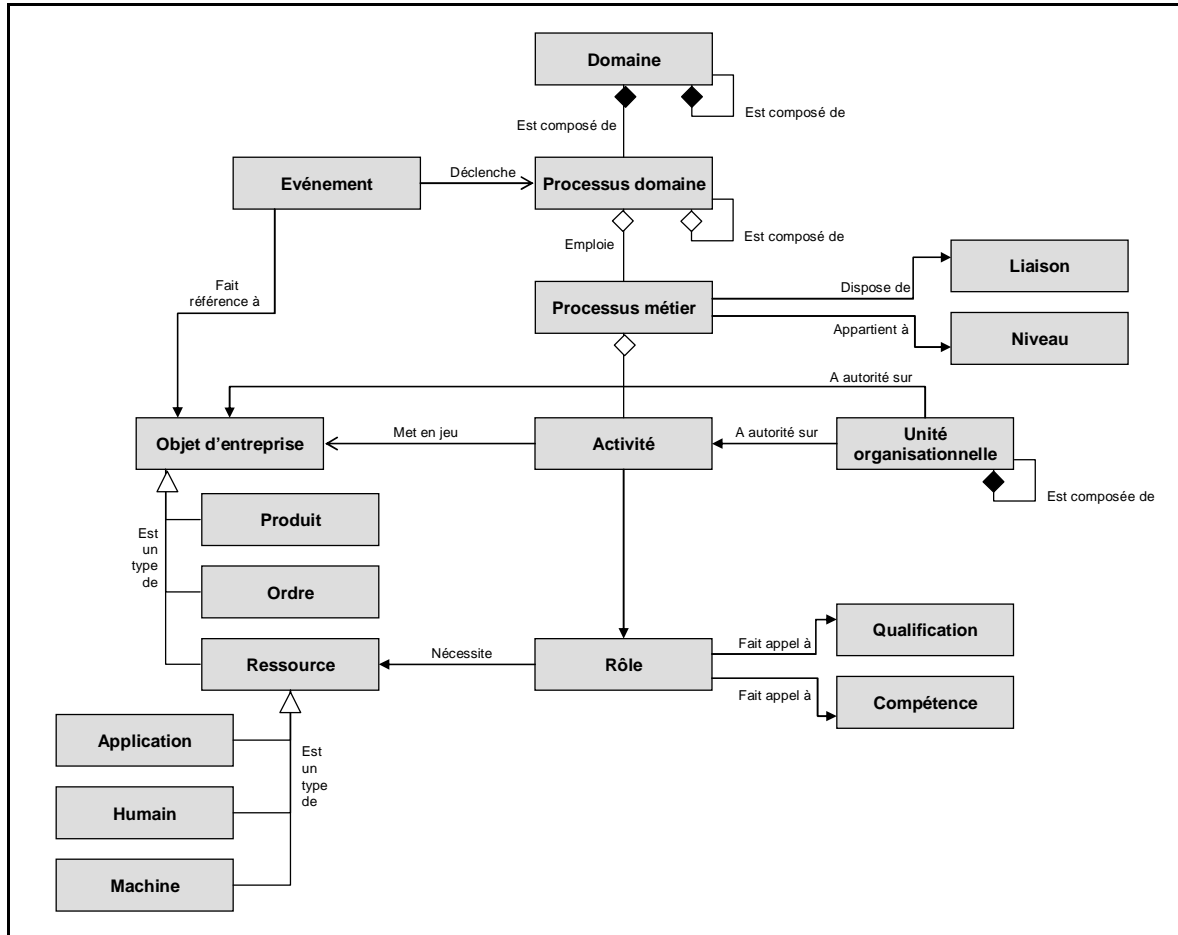 Domaine
Est composé de
Est composé de
Evénement
Déclenche
Processus domaine
Est composé de
Emploie
Fait
référence à
Processus métier
Dispose de
Liaison
Appartient à
Niveau
A autorité sur
Objet d'entreprise
Met en jeu
Activité
A autorité sur
Unité
organisationnelle
Est composée de
Est
un
type
de
Produit
Ordre
Ressource
Nécessite
Rôle
Fait appel à
Qualification
Fait appel à
Compétence
Application
Est
un
type
de
Humain
Machine